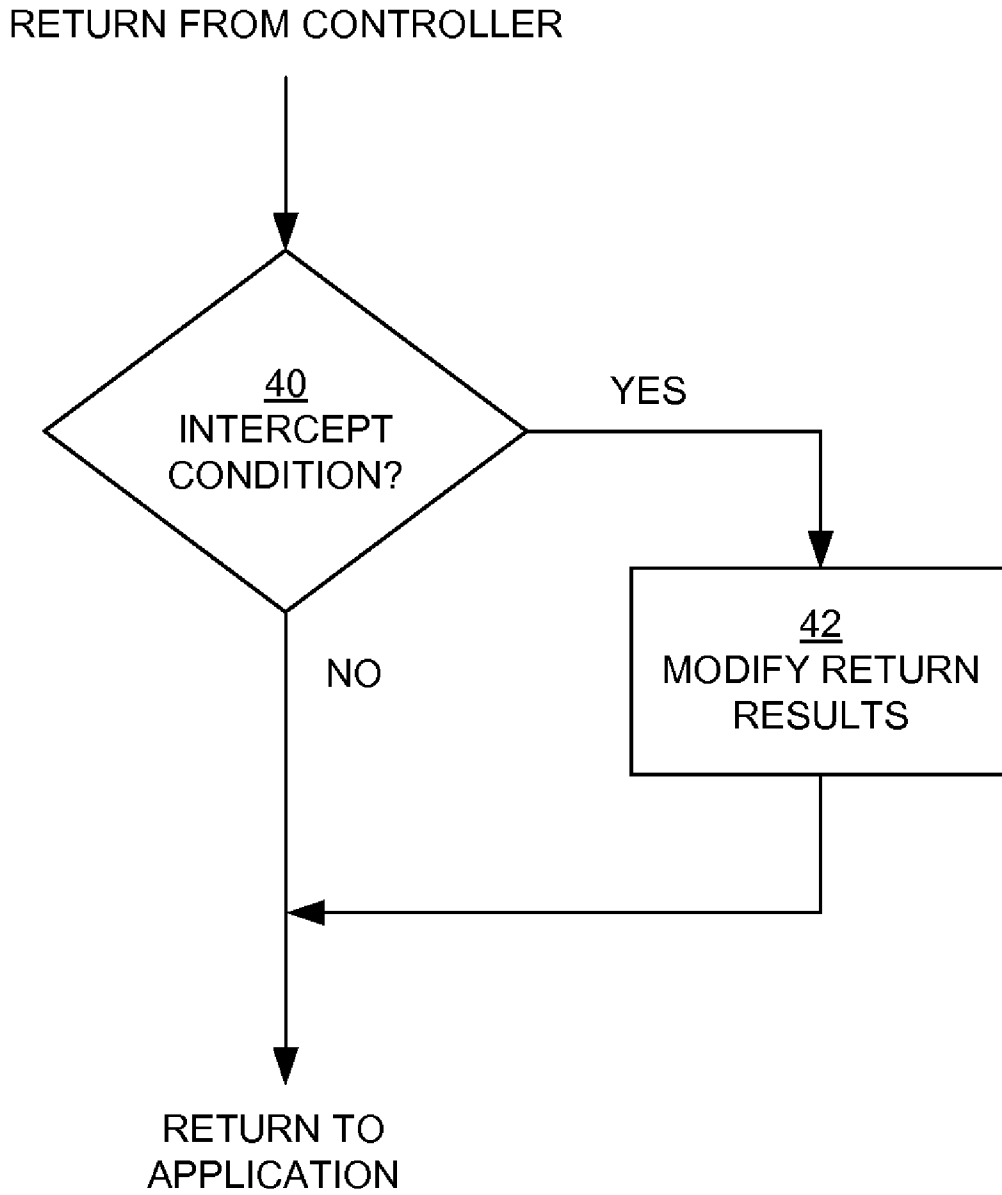 RETURN FROM CONTROLLER
40
INTERCEPT
CONDITION?
YES
42
MODIFY RETURN
RESULTS
NO
RETURN TO
APPLICATION